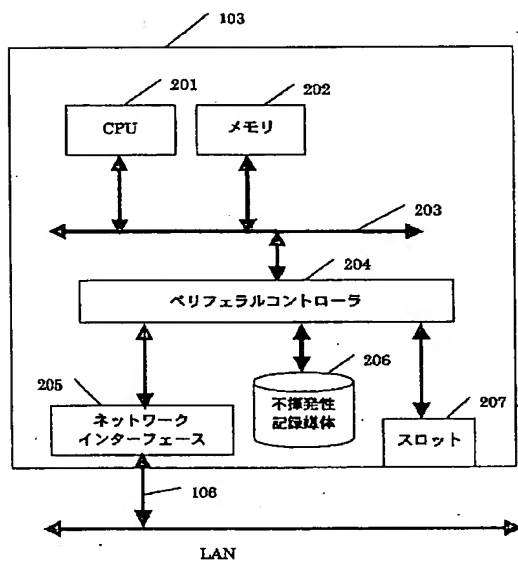 103
201
202
CPU
メモリ
203
204
ペリフェラルコントローラ
205
206
207
ネットワーク
インターフェース
不揮発性
記録媒体
スロット
106
LAN